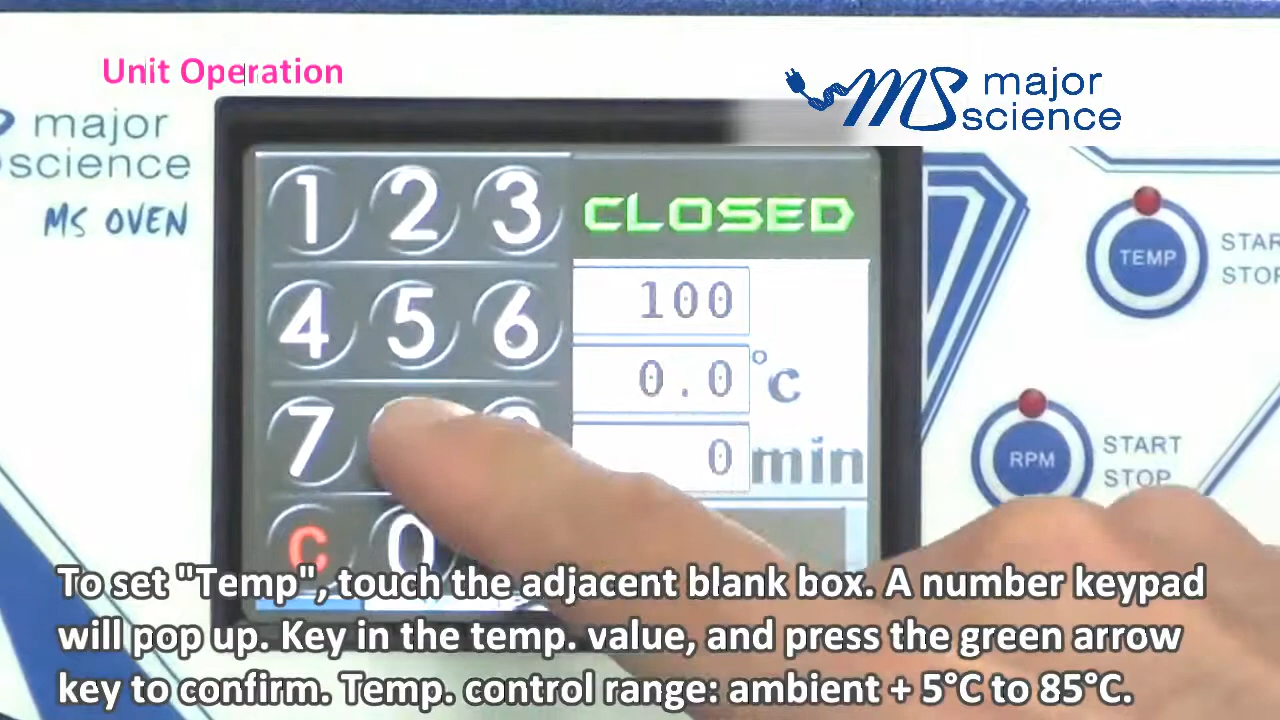 Unit Operation
major
science
major
science
MS OVEN
1 2 3
4 5 6
7
C 0
CLOSED
100
0.0 °c
0 min
TEMP
STAR
STOP
RPM
START
STOP
To set "Temp", touch the adjacent blank box. A number keypad
will pop up. Key in the temp. value, and press the green arrow
key to confirm. Temp. control range: ambient + 5°C to 85°C.